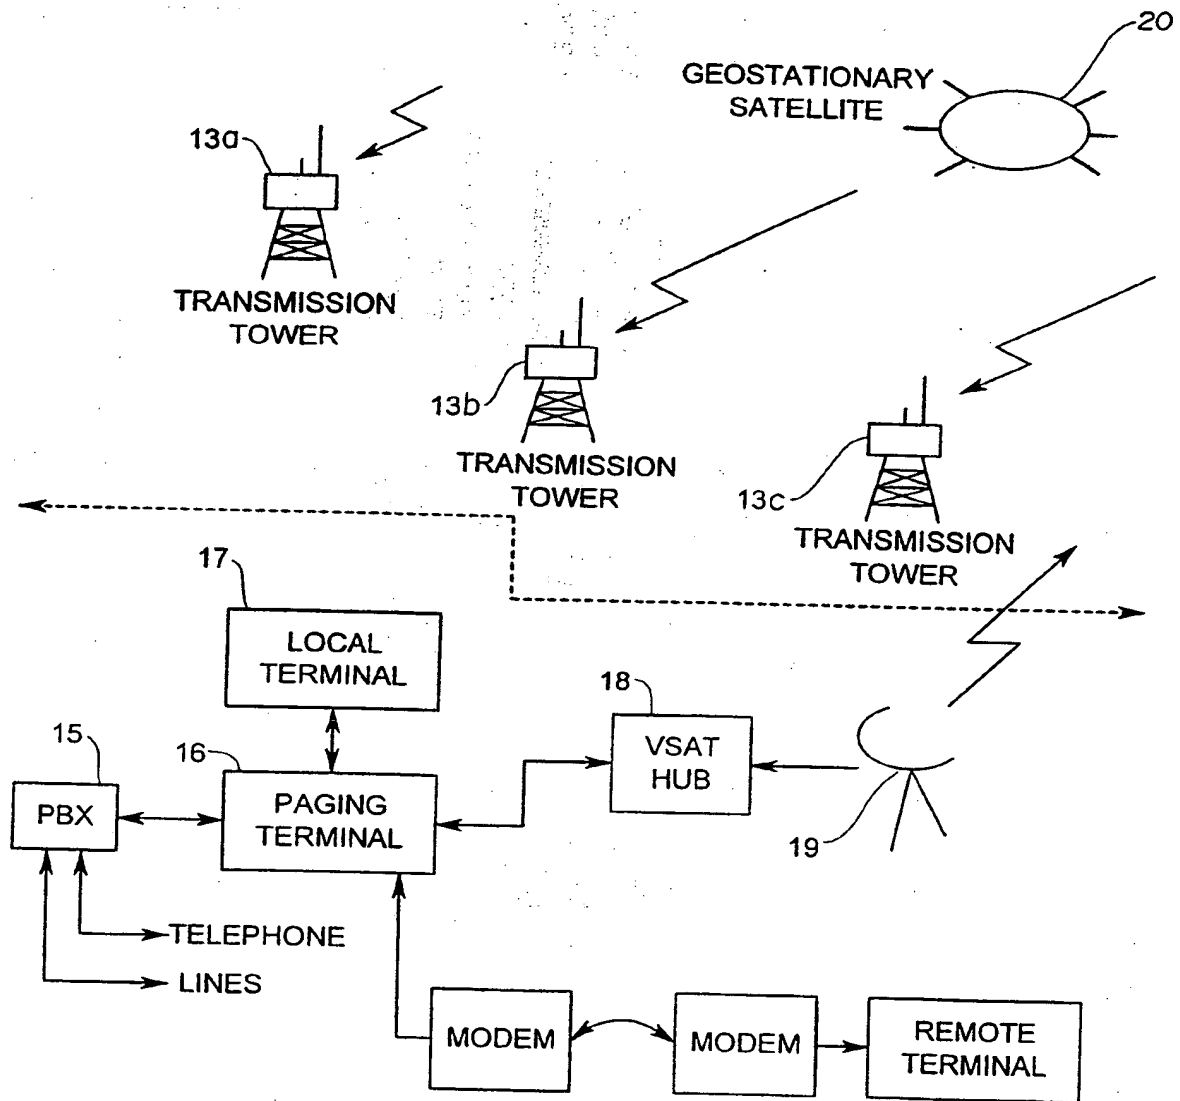 20
GEOSTATIONARY
SATELLITE
13a
TRANSMISSION
TOWER
13b
TRANSMISSION
TOWER
13c
TRANSMISSION
TOWER
17
LOCAL
TERMINAL
18
VSAT
HUB
15
PBX
16
PAGING
TERMINAL
19
TELEPHONE
LINES
MODEM
MODEM
REMOTE
TERMINAL